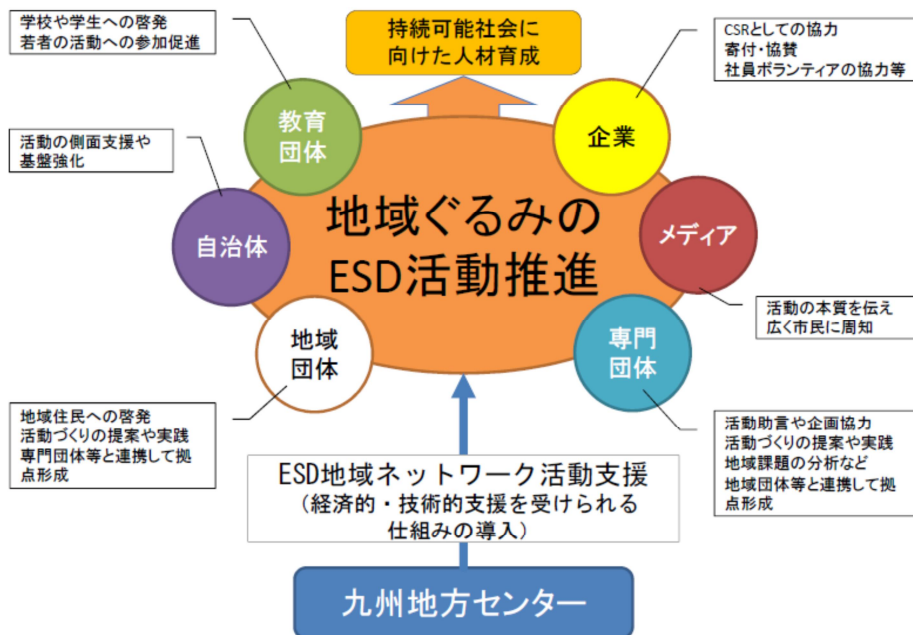 学校や学生への啓発
若者の活動への参加促進
持続可能社会に
向けた人材育成
CSRとしての協力
寄付・協賛
社員ボランティアの協力等
教育
団体
企業
活動の側面支援や
基盤強化
自治体
地域ぐるみの
ESD活動推進
メディア
活動の本質を伝え
広く市民に周知
地域
団体
専門
団体
地域住民への啓発
活動づくりの提案や実践
専門団体等と連携して拠
点形成
活動助言や企画協力
活動づくりの提案や実践
地域課題の分析など
地域団体等と連携して拠
点形成
ESD地域ネットワーク活動支援
（経済的・技術的支援を受けられる
仕組みの導入）
九州地方センター